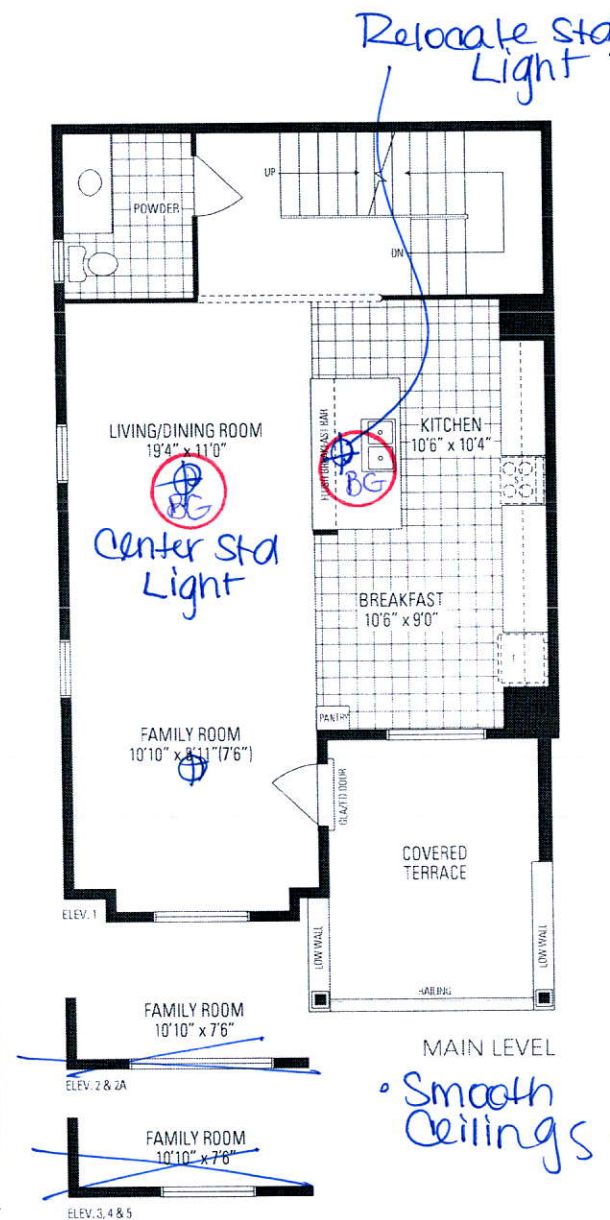 Relocate Std
Light
UP
POWDER
DN
LIVING/DINING ROOM
19'4" x 11'0"
FLUSH BREAKFAST BAR
KITCHEN
10'6" x 10'4"
BG
BG
Center Std
Light
BREAKFAST
10'6" x 9'0"
PANTRY
FAMILY ROOM
10'10" x 8'11"(7'6")
GLAZED DOOR
COVERED
TERRACE
ELEV. 1
LOW WALL
LOW WALL
RAILING
FAMILY ROOM
10'10" x 7'6"
MAIN LEVEL
ELEV. 2 & 2A
• Smooth
Ceilings
FAMILY ROOM
10'10" x 7'6"
ELEV. 3, 4 & 5